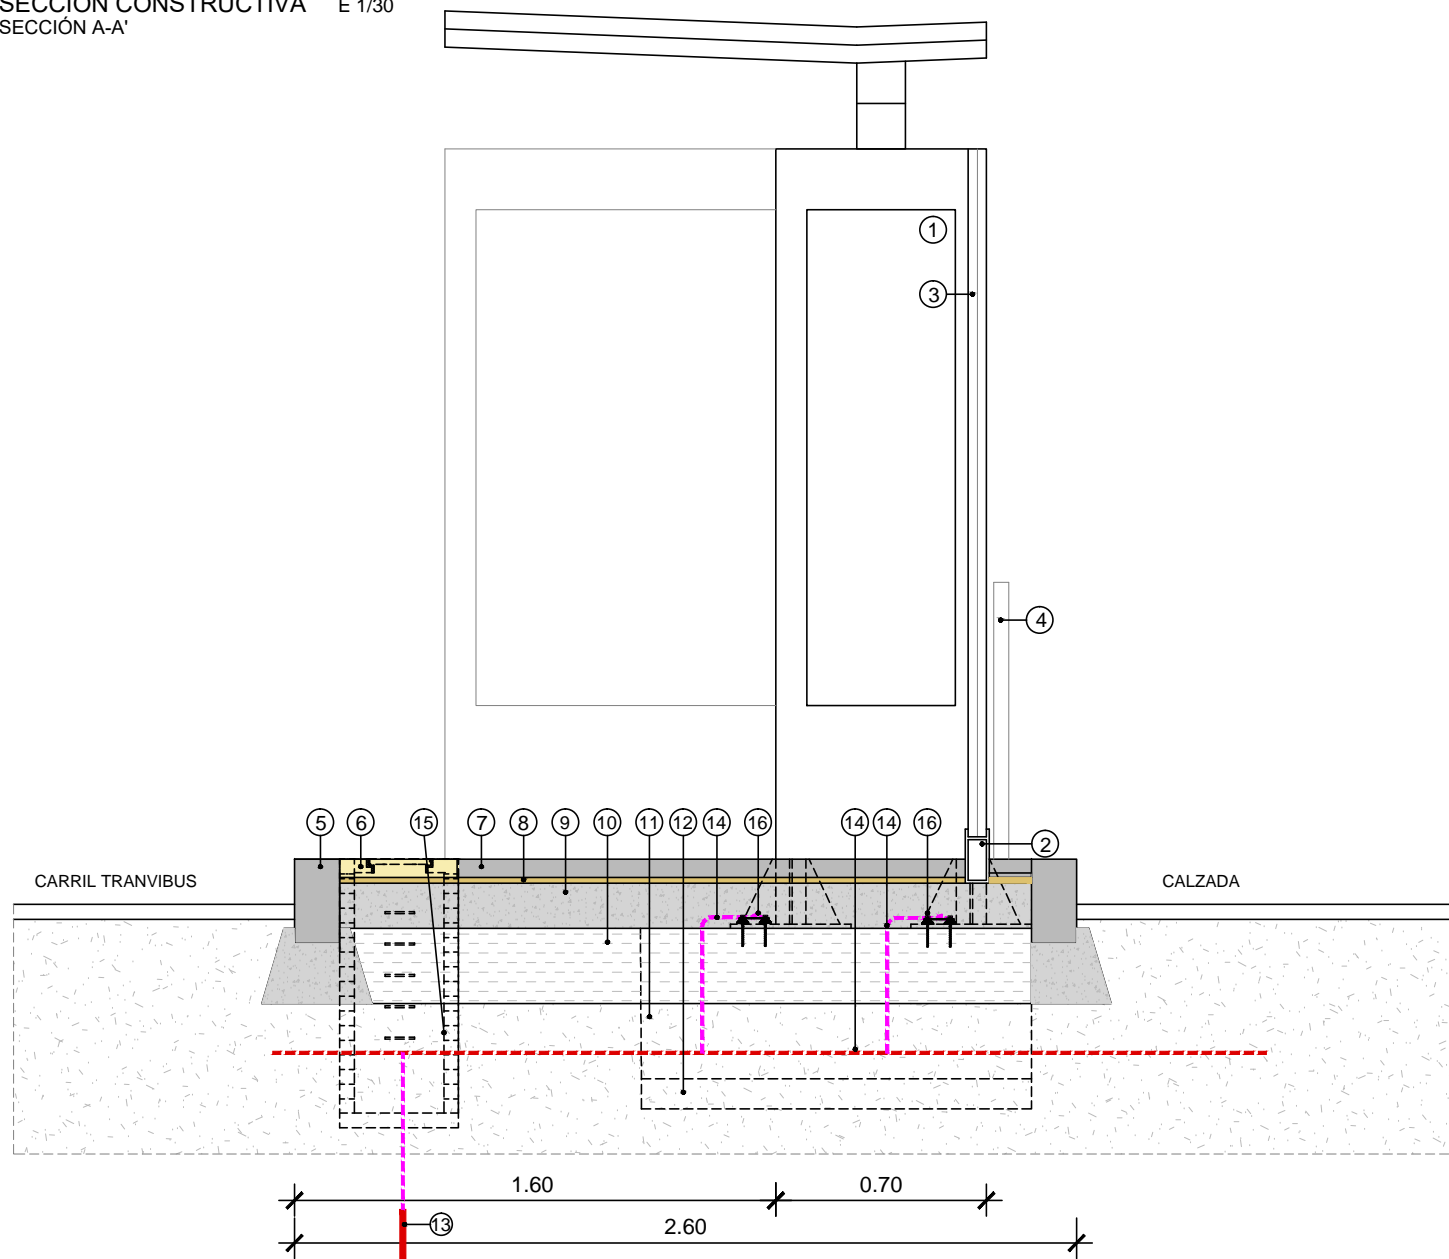 SECCIÓN CONSTRUCTIVA E 1/30
SECCIÓN A-A'
1
3
4
5 6 15 7 8 9 10 11 12 14 16 14 14 16
2
CARRIL TRANVIBUS
CALZADA
1.60 0.70
13
2.60